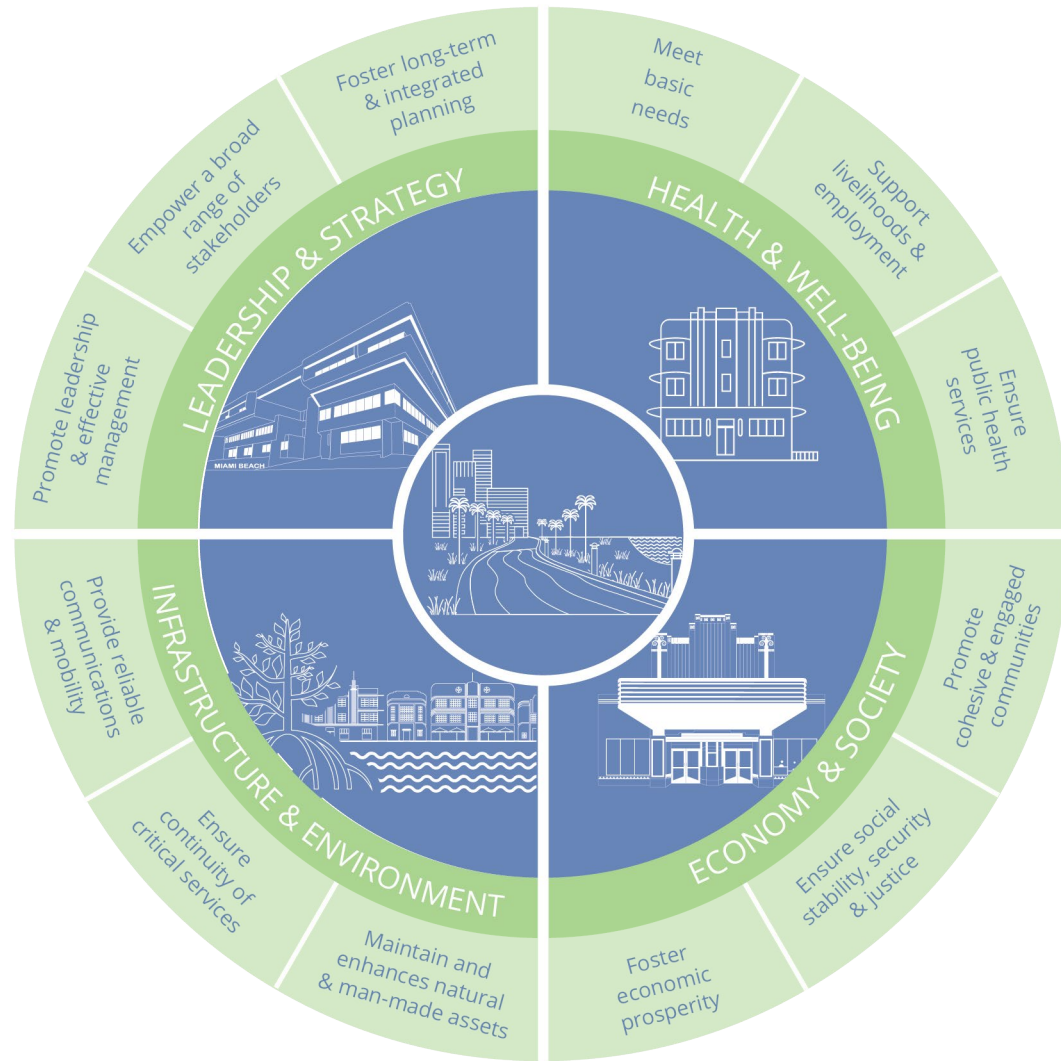 LEADERSHIP & STRATEGY
Promote leadership
& effective
management
Empower a broad
range of
stakeholders
Foster long-term
& integrated
planning
HEALTH & WELL-BEING
Meet
basic
needs
Support
livelihoods &
employment
Ensure
public health
services
ECONOMY & SOCIETY
Promote
cohesive & engaged
communities
Ensure social
stability, security
& justice
Foster
economic
prosperity
INFRASTRUCTURE & ENVIRONMENT
Maintain and
enhances natural
& man-made assets
Ensure
continuity of
critical services
Provide reliable
communications
& mobility
MIAMI BEACH